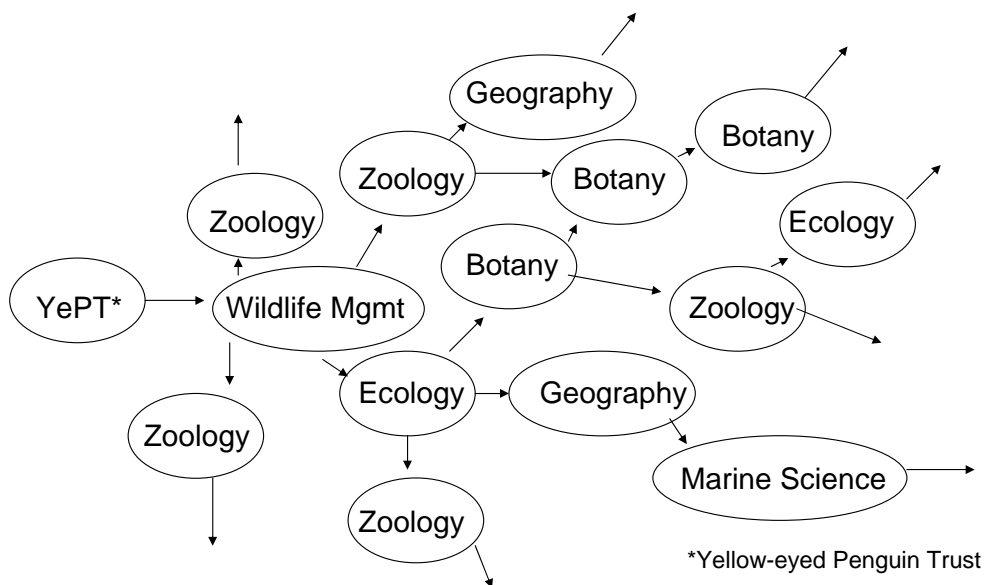 Geography
Botany
Zoology
Botany
Zoology
Ecology
Botany
YePT*
Wildlife Mgmt
Zoology
Ecology
Geography
Zoology
Marine Science
Zoology
*Yellow-eyed Penguin Trust